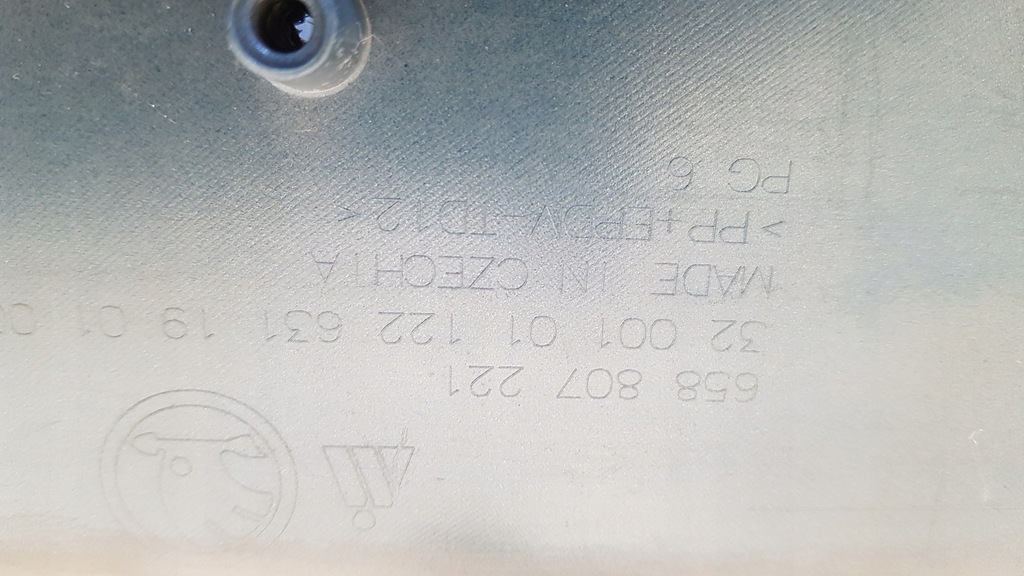 658 807 221
32 001 01 122 631 19 01
MADE IN CZECHIA
>PP+EPDM-TD12<
PG 6